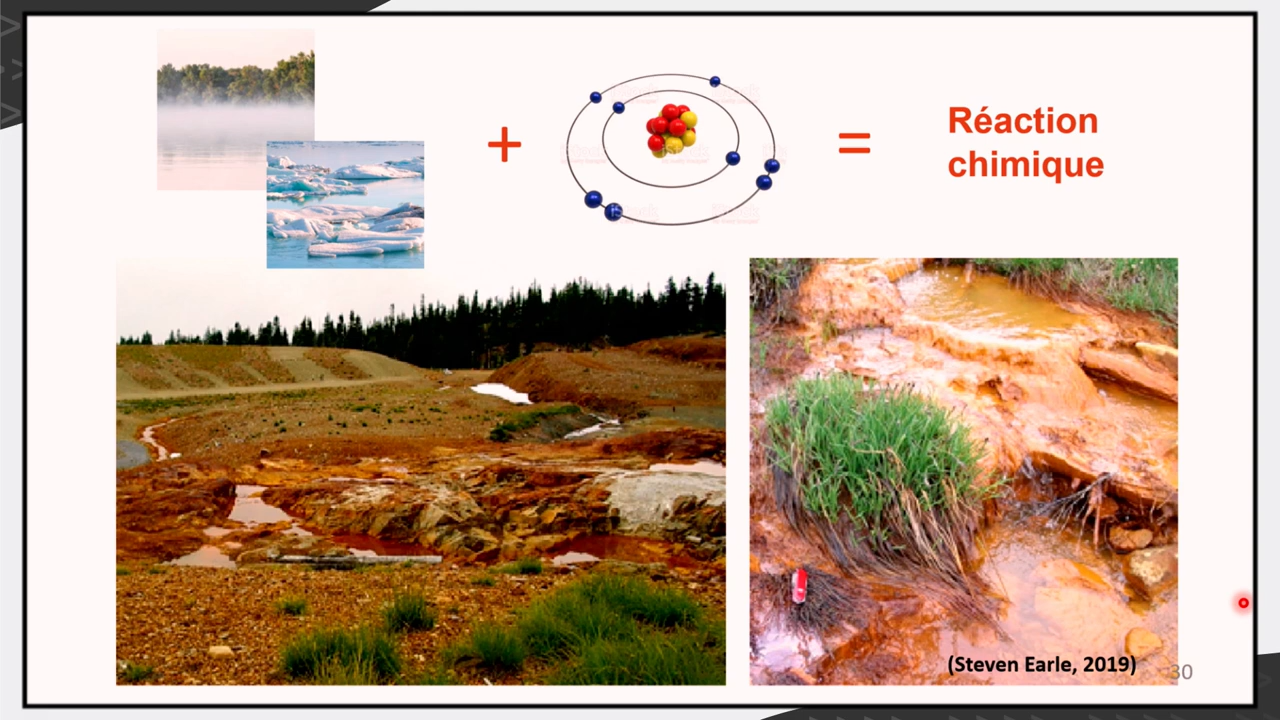 +
=
Réaction
chimique
(Steven Earle, 2019)
30